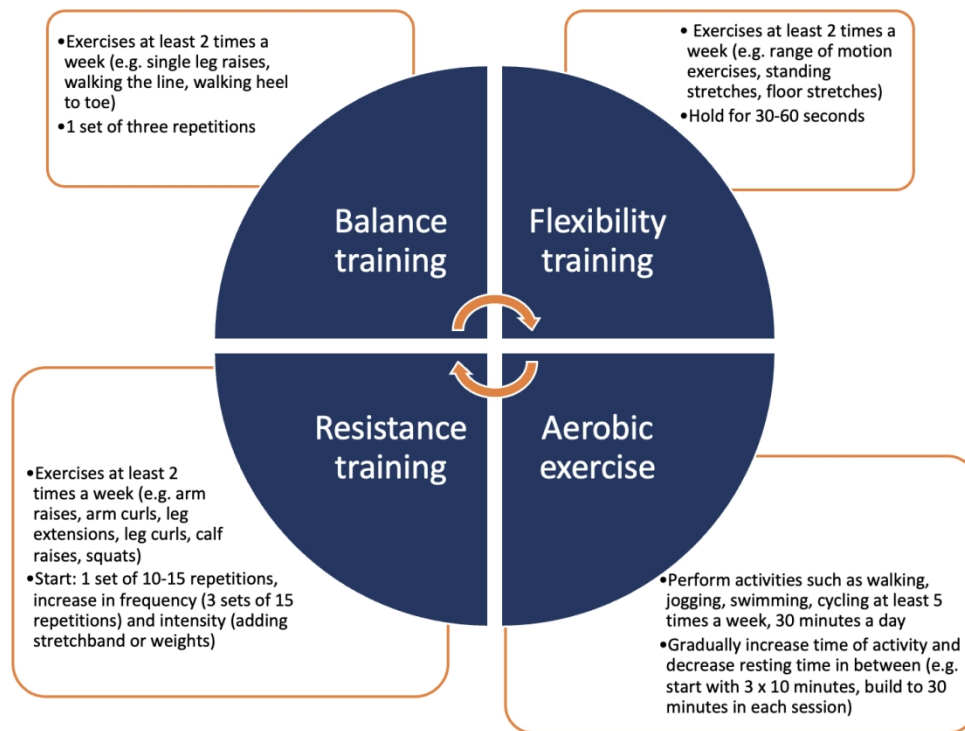 •Exercises at least 2 times a
week (e.g. single leg raises,
walking the line, walking heel
to toe)
•1 set of three repetitions
• Exercises at least 2 times a
week (e.g. range of motion
exercises, standing
stretches, floor stretches)
•Hold for 30-60 seconds
Balance
training
Flexibility
training
Resistance
training
Aerobic
exercise
•Exercises at least 2
times a week (e.g. arm
raises, arm curls, leg
extensions, leg curls, calf
raises, squats)
•Start: 1 set of 10-15 repetitions,
increase in frequency (3 sets of 15
repetitions) and intensity (adding
stretchband or weights)
•Perform activities such as walking,
jogging, swimming, cycling at least 5
times a week, 30 minutes a day
•Gradually increase time of activity and
decrease resting time in between (e.g.
start with 3 x 10 minutes, build to 30
minutes in each session)